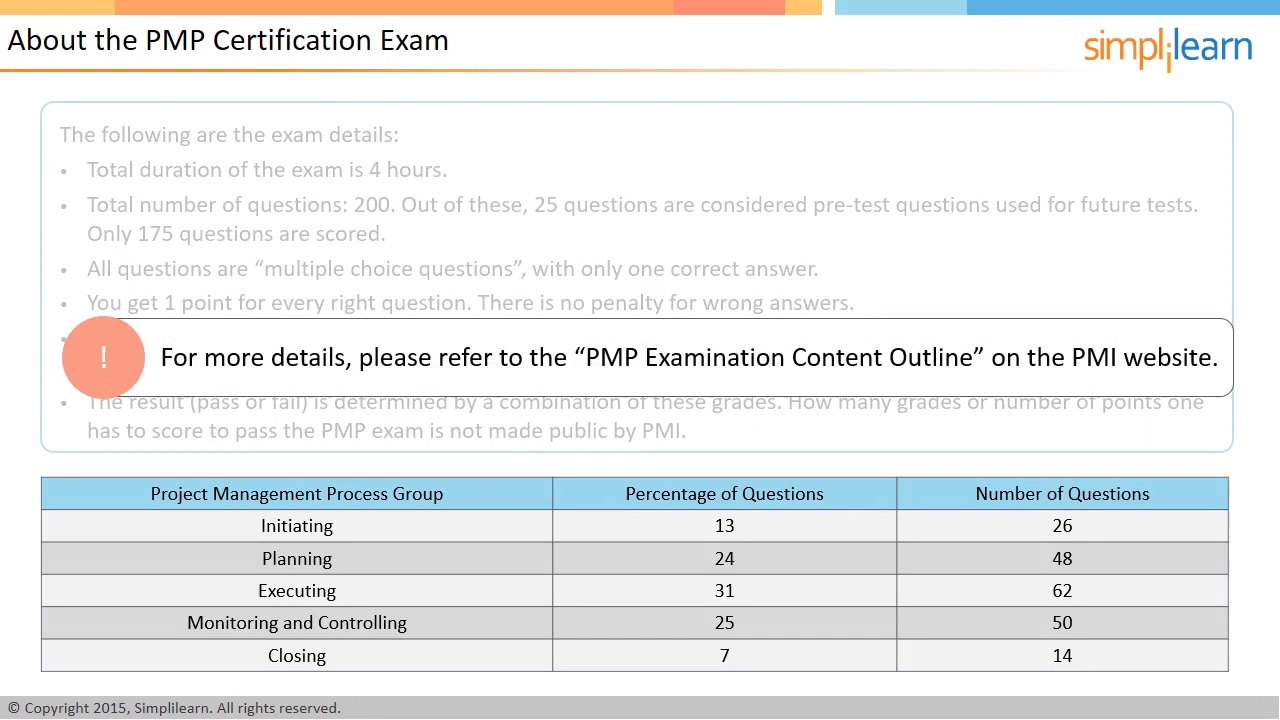 About the PMP Certification Exam
simplilearn
The following are the exam details:
• Total duration of the exam is 4 hours.
• Total number of questions: 200. Out of these, 25 questions are considered pre-test questions used for future tests.
Only 175 questions are scored.
• All questions are “multiple choice questions”, with only one correct answer.
• You get 1 point for every right question. There is no penalty for wrong answers.
! For more details, please refer to the “PMP Examination Content Outline” on the PMI website.
• The result (pass or fail) is determined by a combination of these grades. How many grades or number of points one
has to score to pass the PMP exam is not made public by PMI.
Project Management Process Group Percentage of Questions Number of Questions
Initiating 13 26
Planning 24 48
Executing 31 62
Monitoring and Controlling 25 50
Closing 7 14
© Copyright 2015, Simplilearn. All rights reserved.